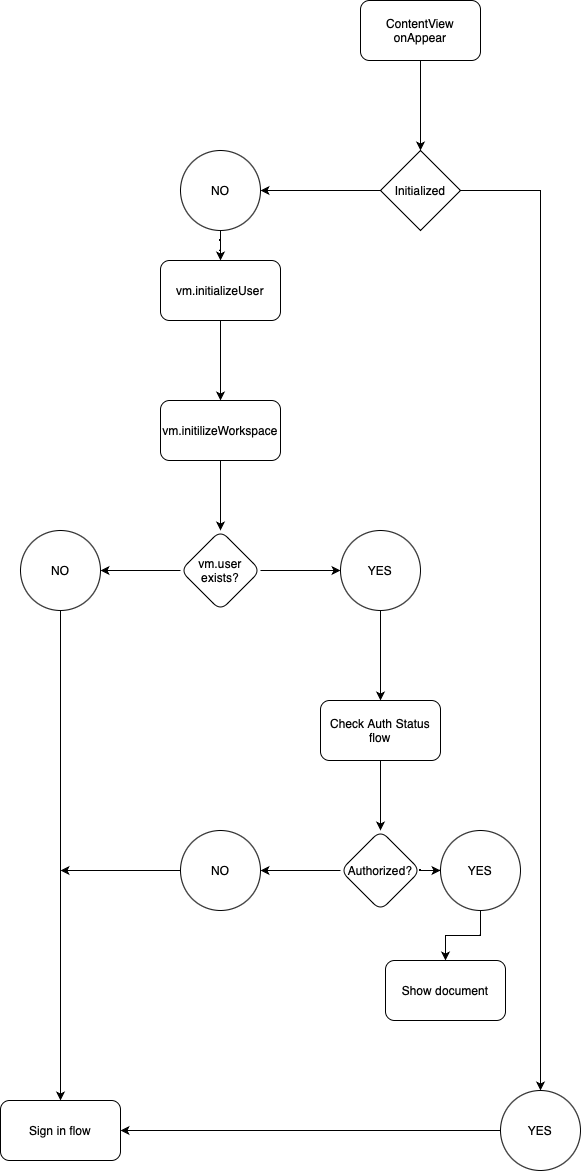 ContentView
onAppear
NO
Initialized
vm.initializeUser
vm.initilizeWorkspace
NO
vm.user
exists?
YES
Check Auth Status
flow
NO
Authorized?
YES
Show document
Sign in flow
YES